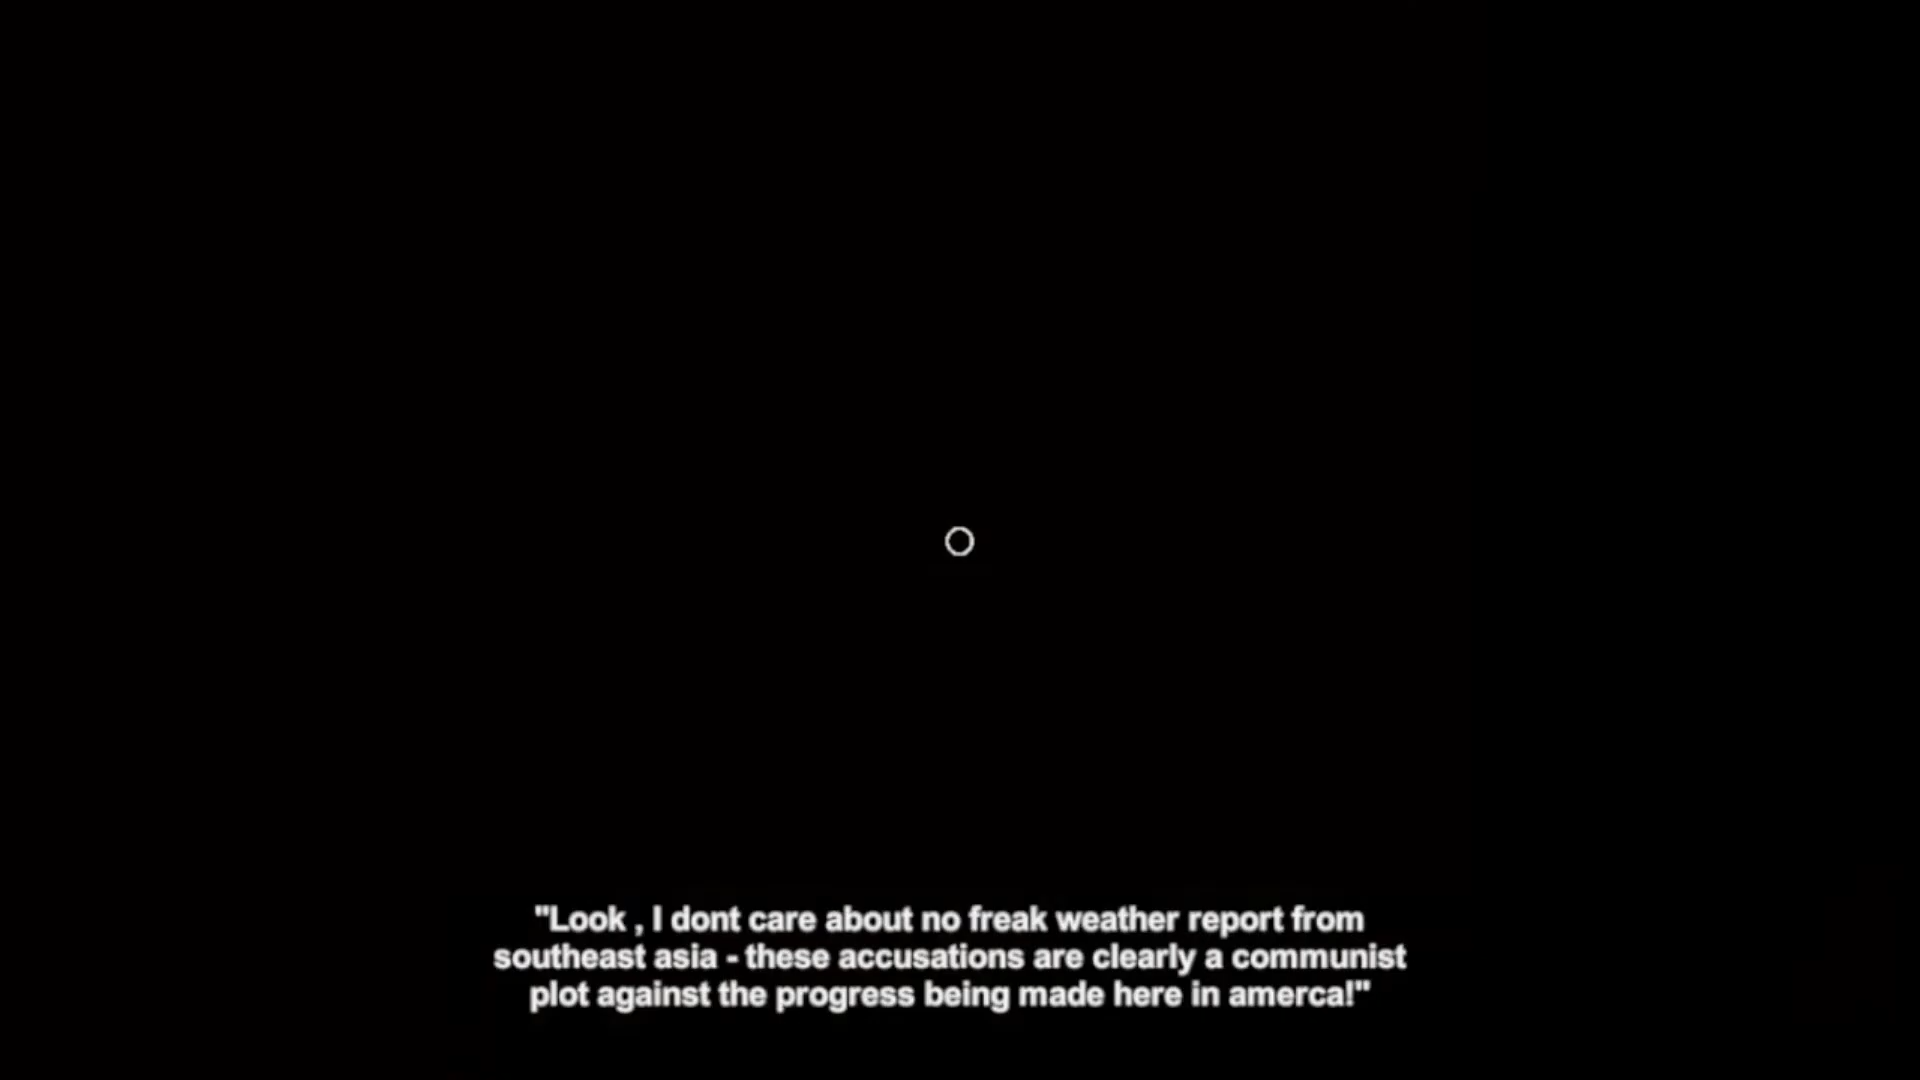 "Look , I dont care about no freak weather report from
southeast asia - these accusations are clearly a communist
plot against the progress being made here in amerca!"